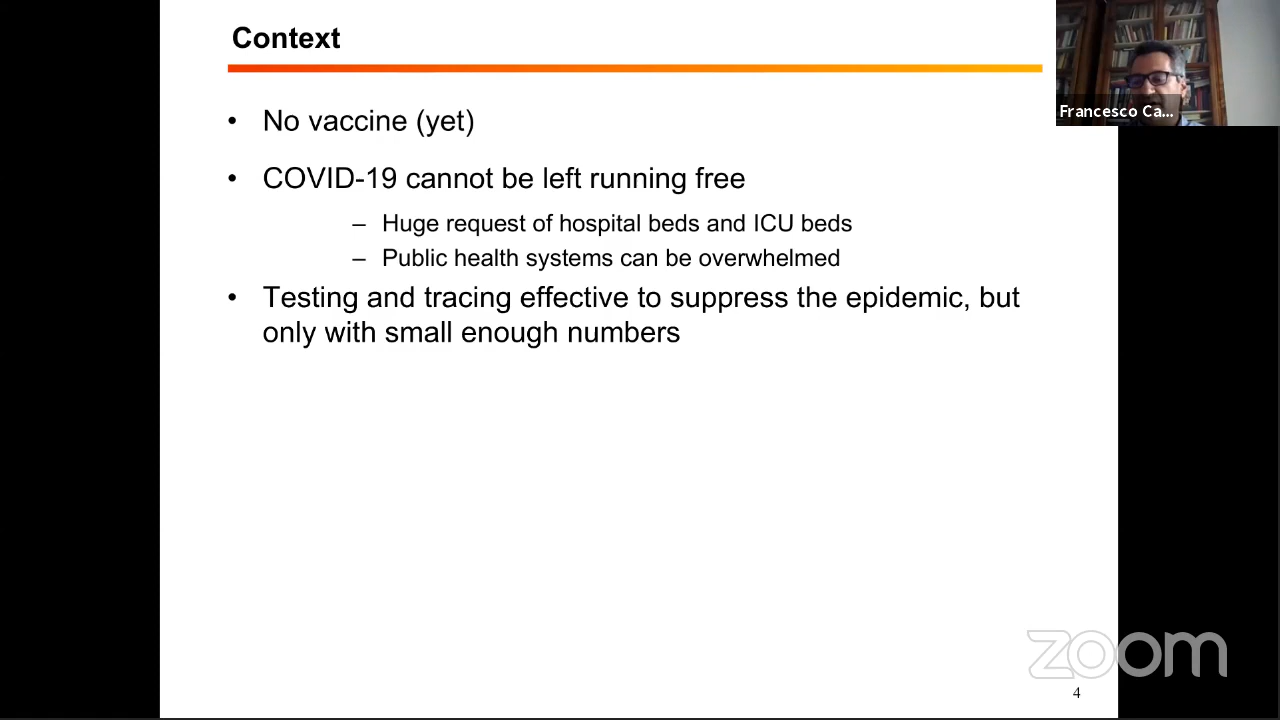 Context
• No vaccine (yet)
• COVID-19 cannot be left running free
– Huge request of hospital beds and ICU beds
– Public health systems can be overwhelmed
• Testing and tracing effective to suppress the epidemic, but
only with small enough numbers
Francesco Ca...
zoom
4